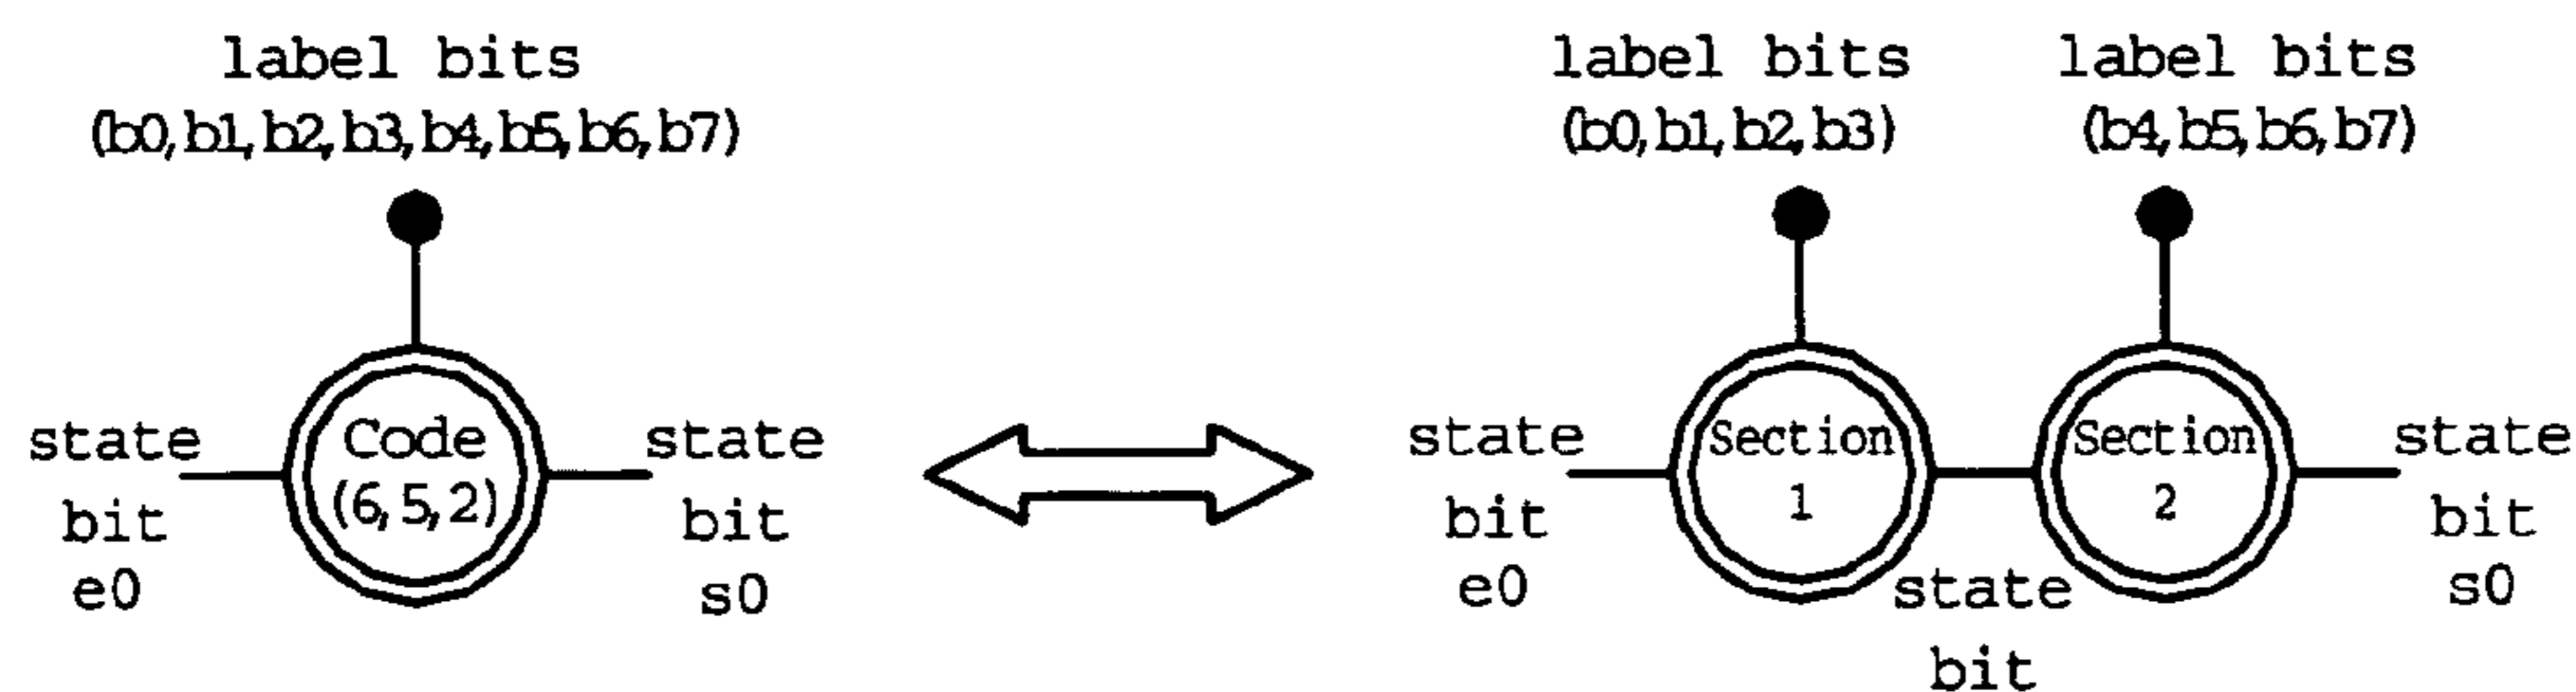 label bits
(b0,b1,b2,b3,b4,b5,b6,b7)
state
bit
e0
Code
(6,5,2)
state
bit
s0
label bits
(b0,b1,b2,b3)
label bits
(b4,b5,b6,b7)
state
bit
e0
Section
1
state
bit
Section
2
state
bit
s0